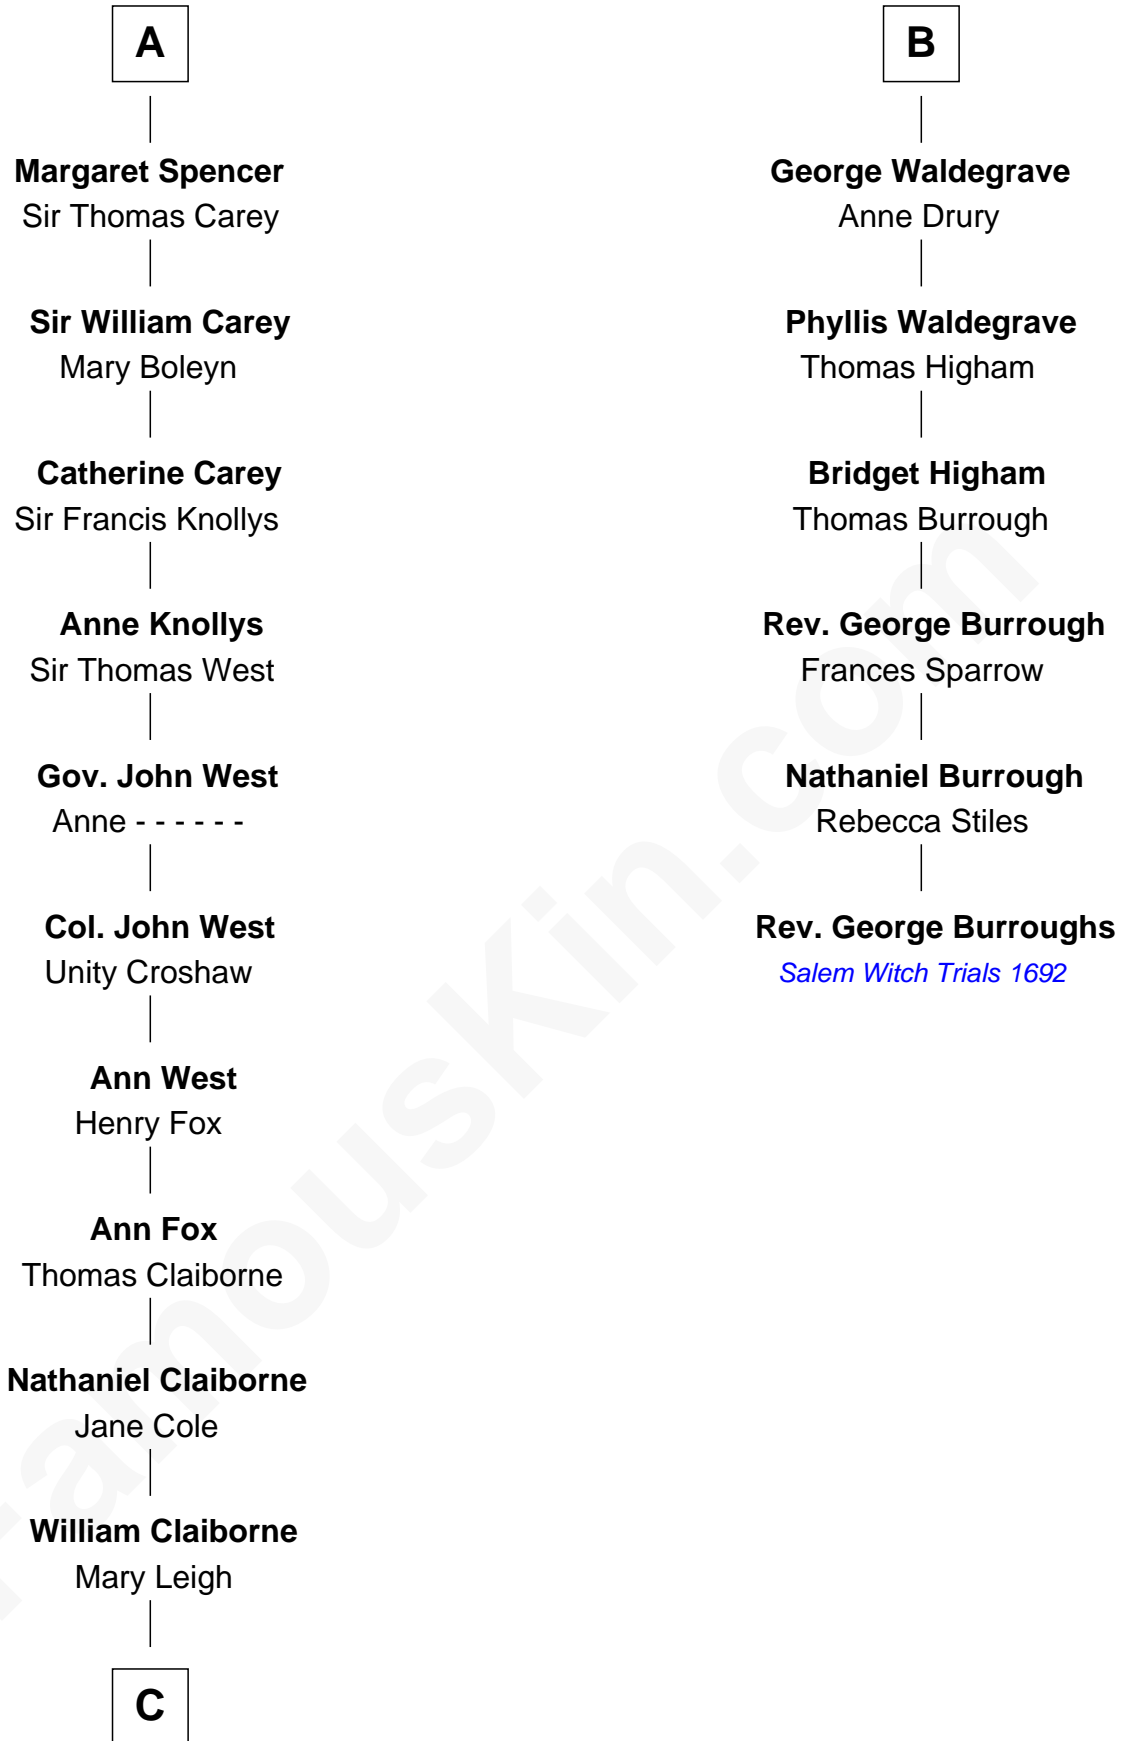 A
Margaret Spencer
Sir Thomas Carey
Sir William Carey
Mary Boleyn
Catherine Carey
Sir Francis Knollys
Anne Knollys
Sir Thomas West
Gov. John West
Anne - - - - - -
Col. John West
Unity Croshaw
Ann West
Henry Fox
Ann Fox
Thomas Claiborne
Nathaniel Claiborne
Jane Cole
William Claiborne
Mary Leigh
C
B
George Waldegrave
Anne Drury
Phyllis Waldegrave
Thomas Higham
Bridget Higham
Thomas Burrough
Rev. George Burrough
Frances Sparrow
Nathaniel Burrough
Rebecca Stiles
Rev. George Burroughs
Salem Witch Trials 1692
FamousKin.com